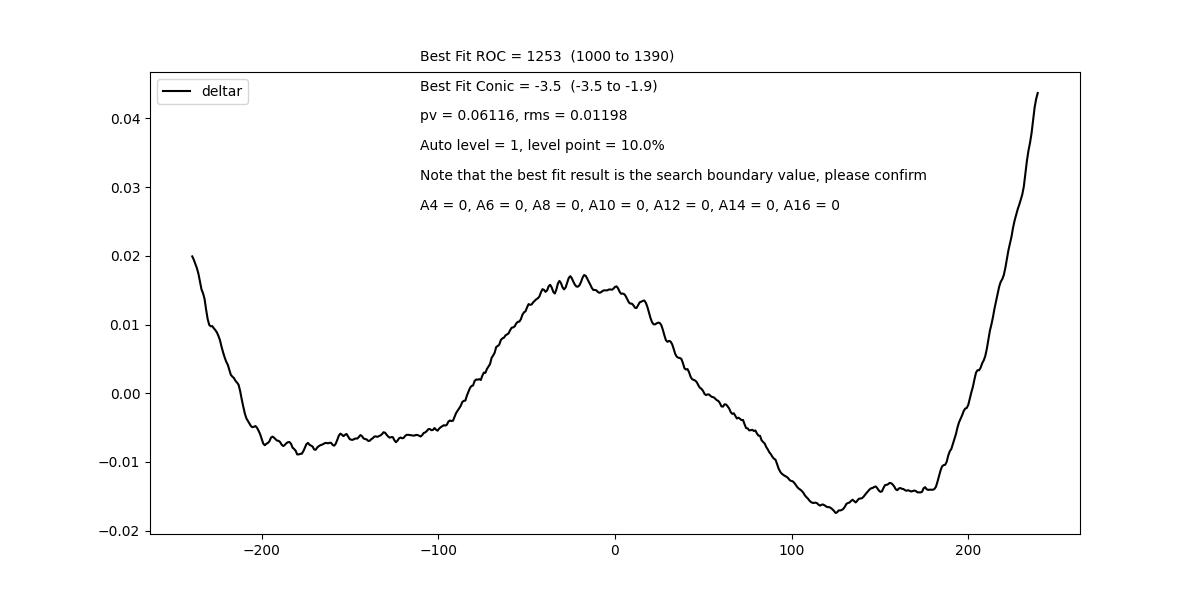 Best Fit ROC = 1253  (1000 to 1390)
deltar
Best Fit Conic = -3.5  (-3.5 to -1.9)
pv = 0.06116, rms = 0.01198
Auto level = 1, level point = 10.0%
Note that the best fit result is the search boundary value, please confirm
A4 = 0, A6 = 0, A8 = 0, A10 = 0, A12 = 0, A14 = 0, A16 = 0
0.04
0.03
0.02
0.01
0.00
−0.01
−0.02
−200
−100
0
100
200